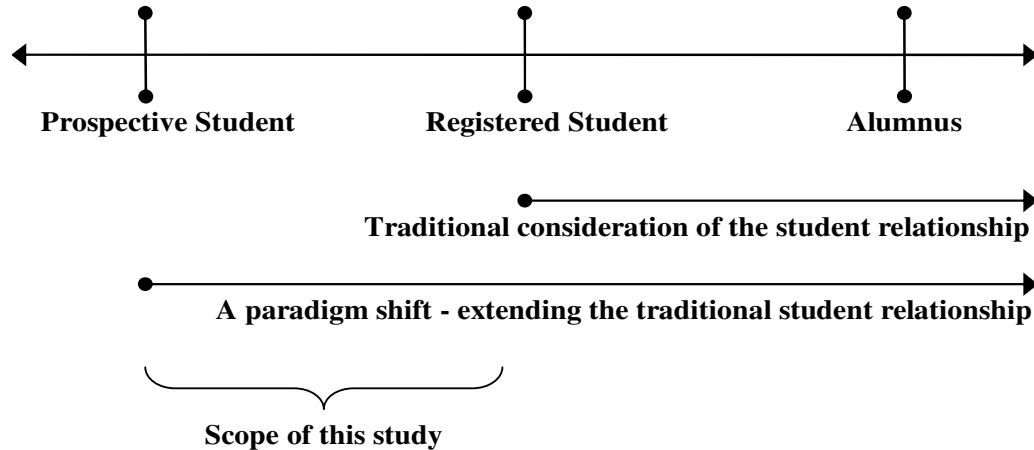 Prospective Student
Registered Student
Alumnus
Traditional consideration of the student relationship
A paradigm shift - extending the traditional student relationship
Scope of this study